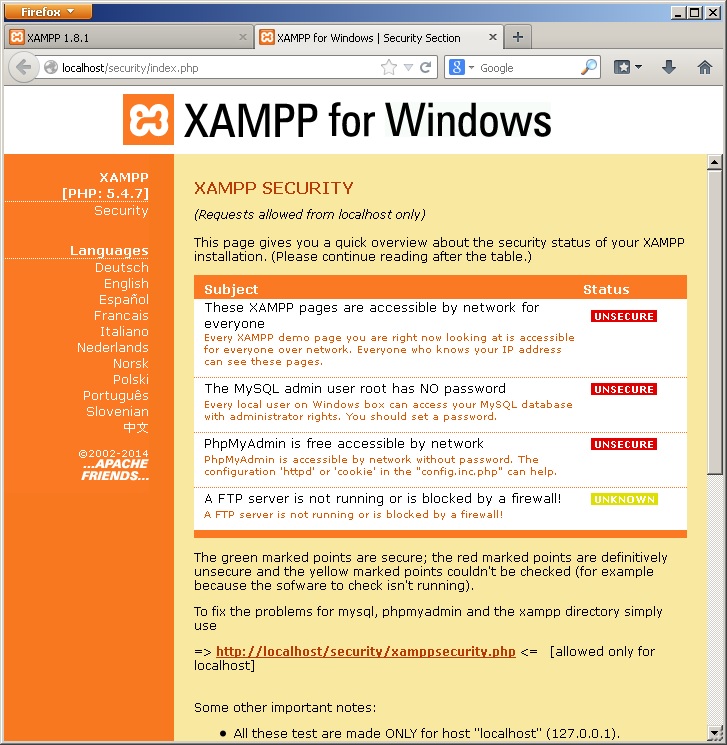 Firefox
XAMPP 1.8.1
XAMPP for Windows | Security Section
localhost/security/index.php
Google
XAMPP for Windows
XAMPP
[PHP: 5.4.7]
Security
Languages
Deutsch
English
Español
Francais
Italiano
Nederlands
Norsk
Polski
Português
Slovenian
中文
©2002-2014
...APACHE
FRIENDS...
XAMPP SECURITY
(Requests allowed from localhost only)
This page gives you a quick overview about the security status of your XAMPP
installation. (Please continue reading after the table.)
Subject Status
These XAMPP pages are accessible by network for
everyone
UNSECURE
Every XAMPP demo page you are right now looking at is accessible
for everyone over network. Everyone who knows your IP address
can see these pages.
The MySQL admin user root has NO password UNSECURE
Every local user on Windows box can access your MySQL database
with administrator rights. You should set a password.
PhpMyAdmin is free accessible by network UNSECURE
PhpMyAdmin is accessible by network without password. The
configuration 'httpd' or 'cookie' in the "config.inc.php" can help.
A FTP server is not running or is blocked by a firewall! UNKNOWN
A FTP server is not running or is blocked by a firewall!
The green marked points are secure; the red marked points are definitively
unsecure and the yellow marked points couldn't be checked (for example
because the sofware to check isn't running).
To fix the problems for mysql, phpmyadmin and the xampp directory simply
use
=> http://localhost/security/xamppsecurity.php <= [allowed only for
localhost]
Some other important notes:
• All these test are made ONLY for host "localhost" (127.0.0.1).